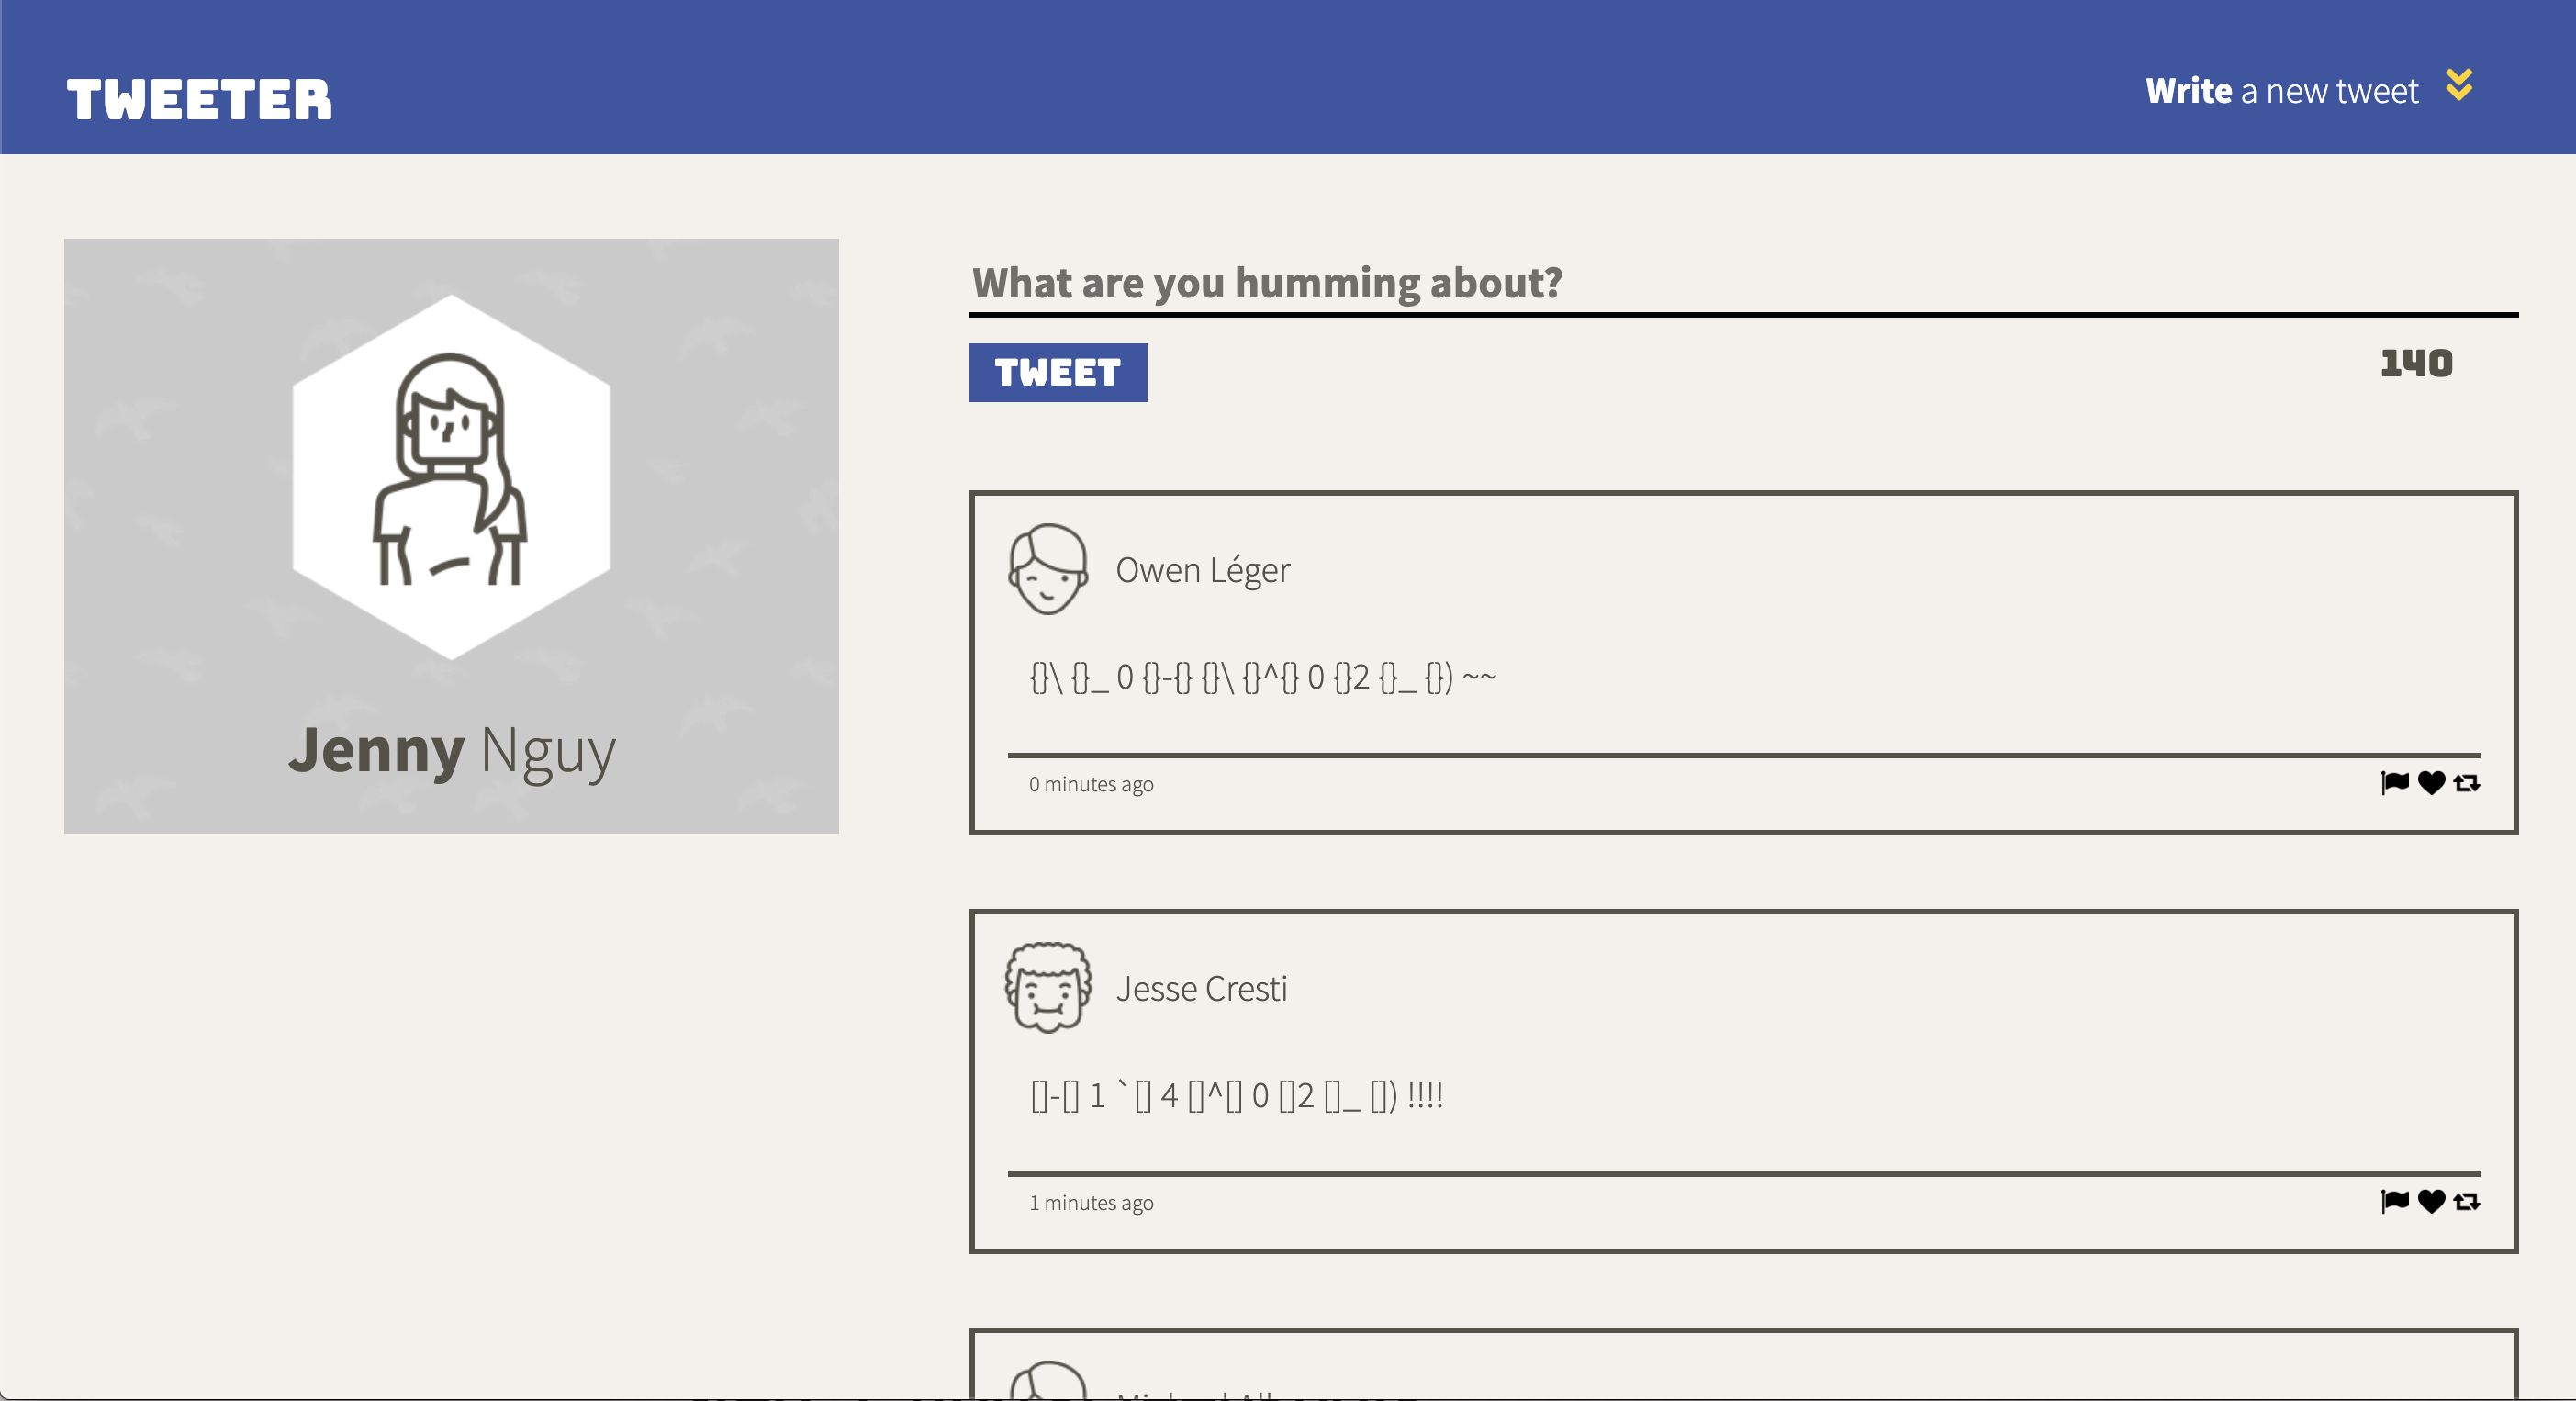 TWEETER
Write a new tweet
Jenny Nguy
What are you humming about?
TWEET
140
Owen Léger
{}\ {}_ 0 {}-{} {}\ {}^{} 0 {}2 {}_ {}) ~~
0 minutes ago
Jesse Cresti
[]-[] 1 `[] 4 []^[] 0 []2 []_ []) !!!!
1 minutes ago